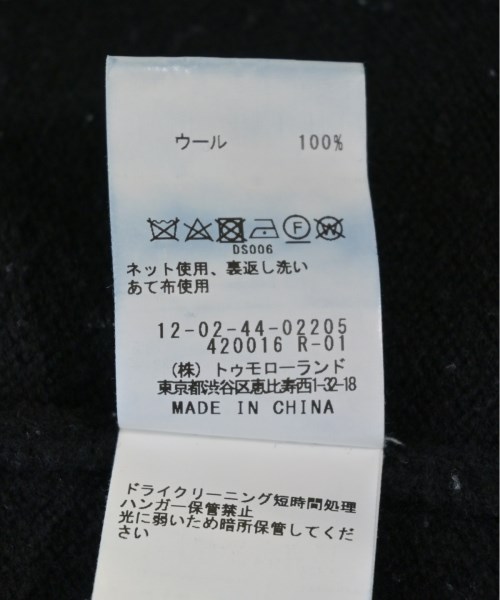 ウール 100%
F W
DS006
ネット使用、裏返し洗い
あて布使用
12-02-44-02205
420016 R-01
(株) トゥモローランド
東京都渋谷区恵比寿西1-32-18
MADE IN CHINA
ドライクリーニング短時間処理
ハンガー保管禁止
光に弱いため暗所保管してくだ
さい